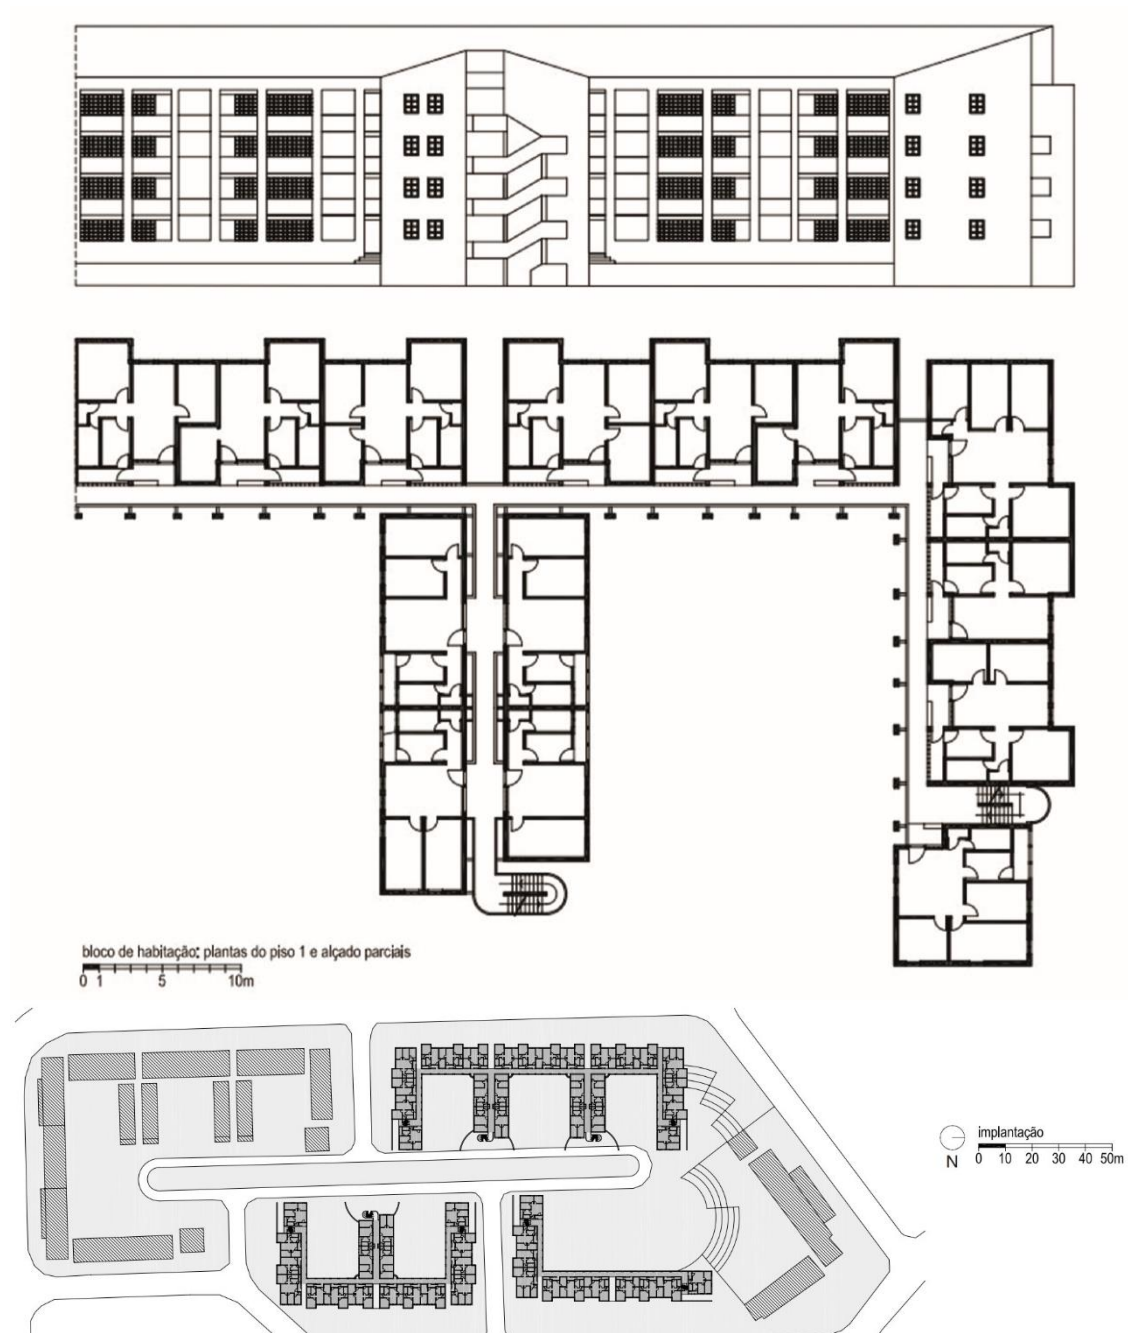 bloco de habitação: plantas do piso 1 e alçado parciais
0 1 5 10m
implantação
N 0 10 20 30 40 50m